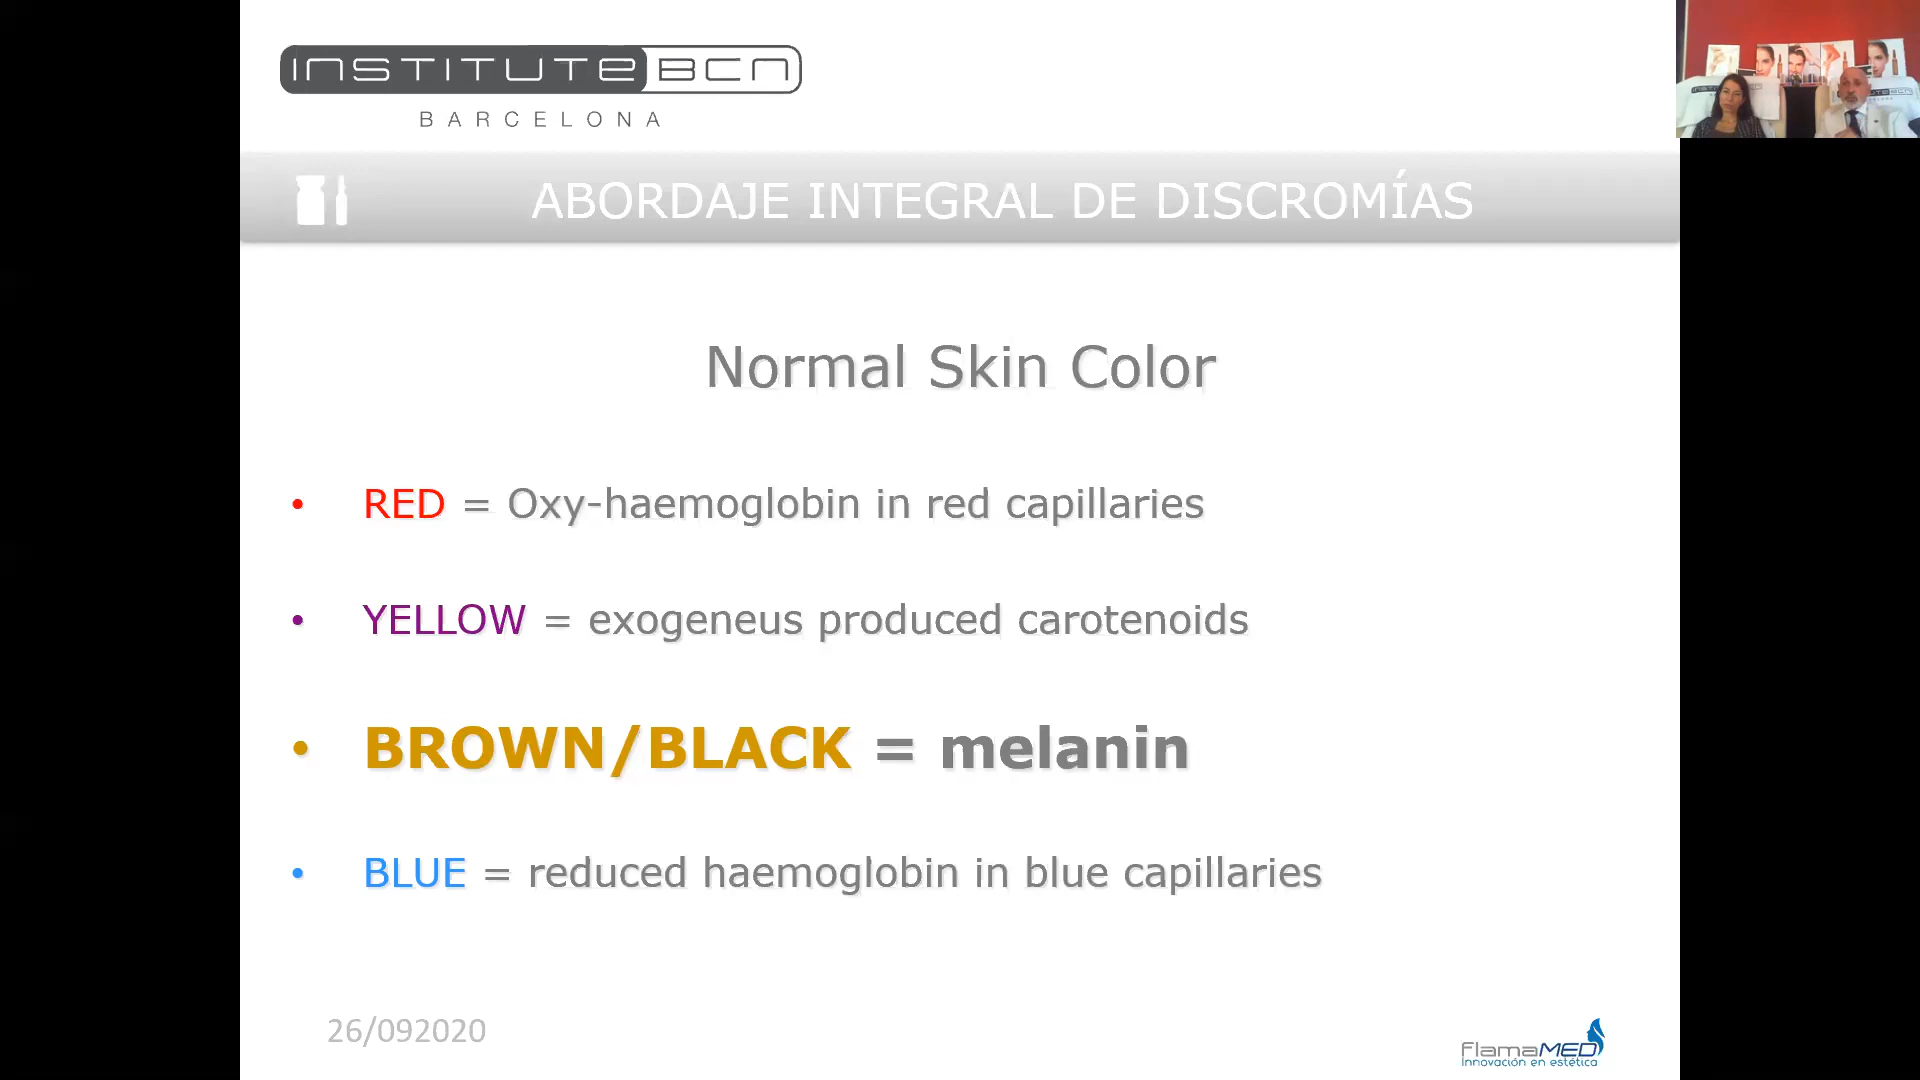 INSTITUTE BCN
BARCELONA
ABORDAJE INTEGRAL DE DISCROMÍAS
Normal Skin Color
• RED = Oxy-haemoglobin in red capillaries
• YELLOW = exogeneus produced carotenoids
• BROWN/BLACK = melanin
• BLUE = reduced haemoglobin in blue capillaries
26/092020
FlamaMED
Innovación en estética